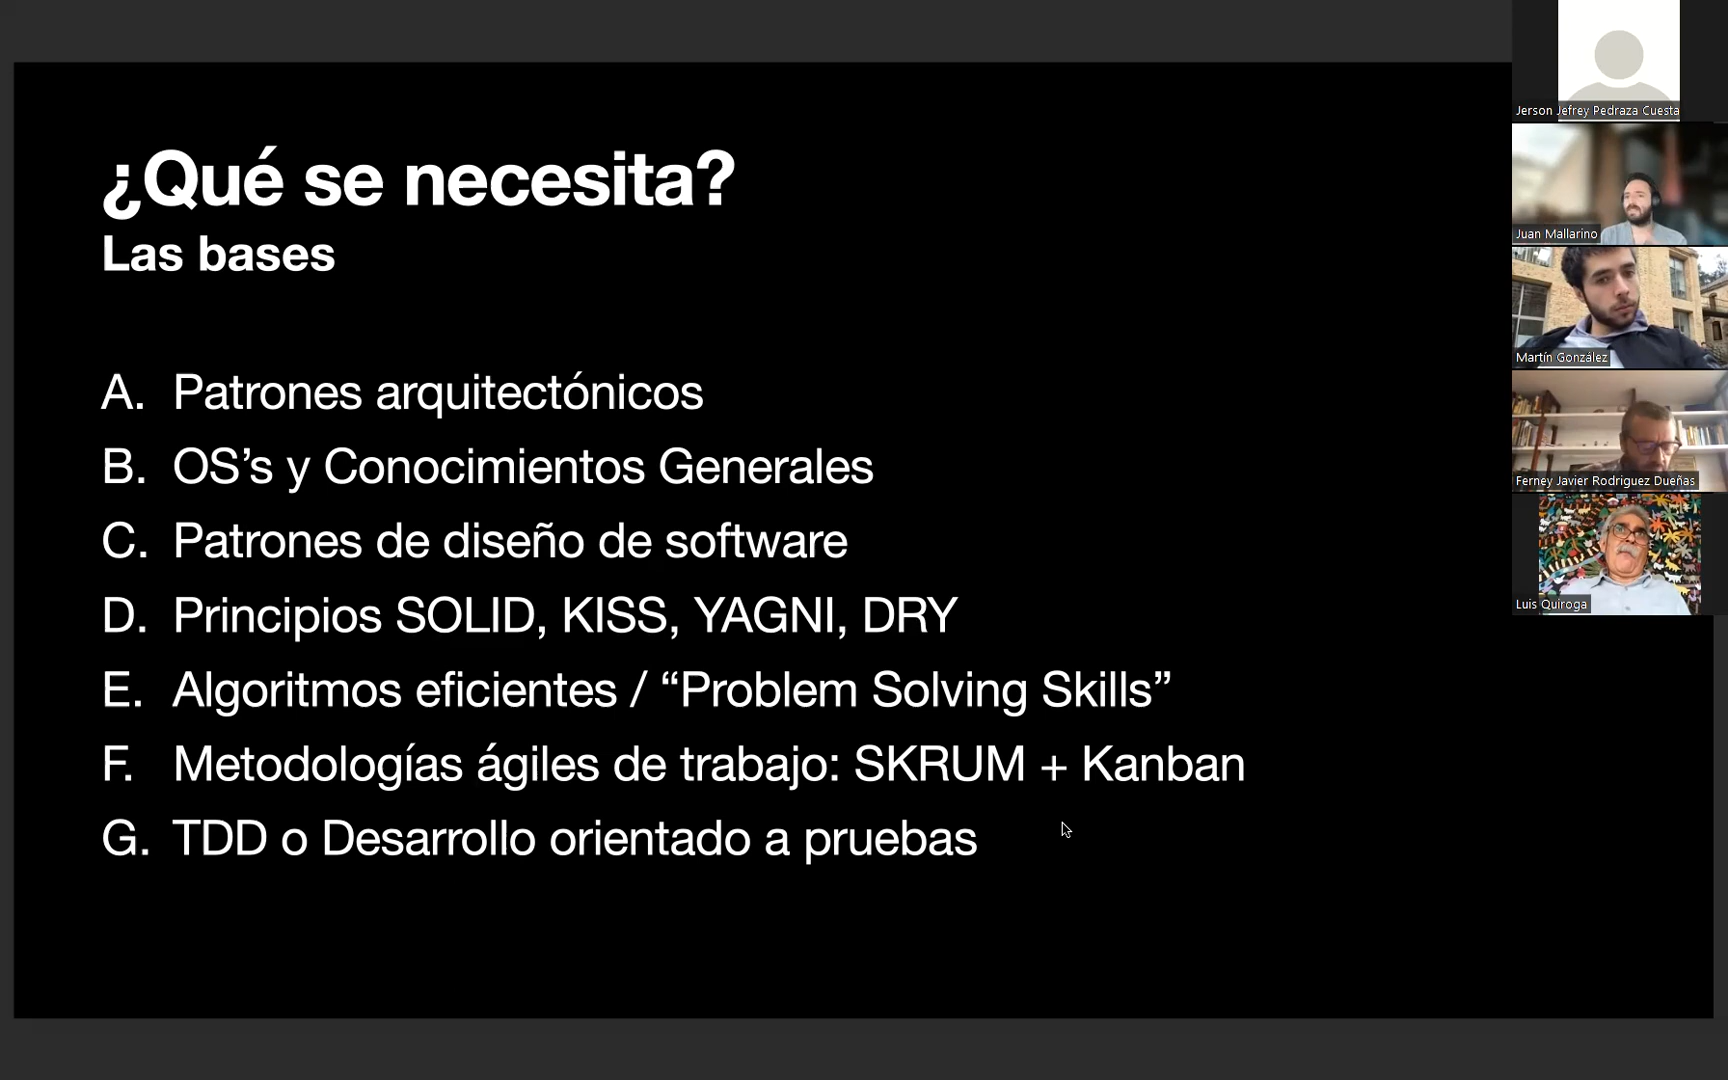 ¿Qué se necesita?
Las bases
A. Patrones arquitectónicos
B. OS’s y Conocimientos Generales
C. Patrones de diseño de software
D. Principios SOLID, KISS, YAGNI, DRY
E. Algoritmos eficientes / “Problem Solving Skills”
F. Metodologías ágiles de trabajo: SKRUM + Kanban
G. TDD o Desarrollo orientado a pruebas
Jerson Jefrey Pedraza Cuesta
Juan Mallarino
Martín González
Ferney Javier Rodriguez Dueñas
Luis Quiroga